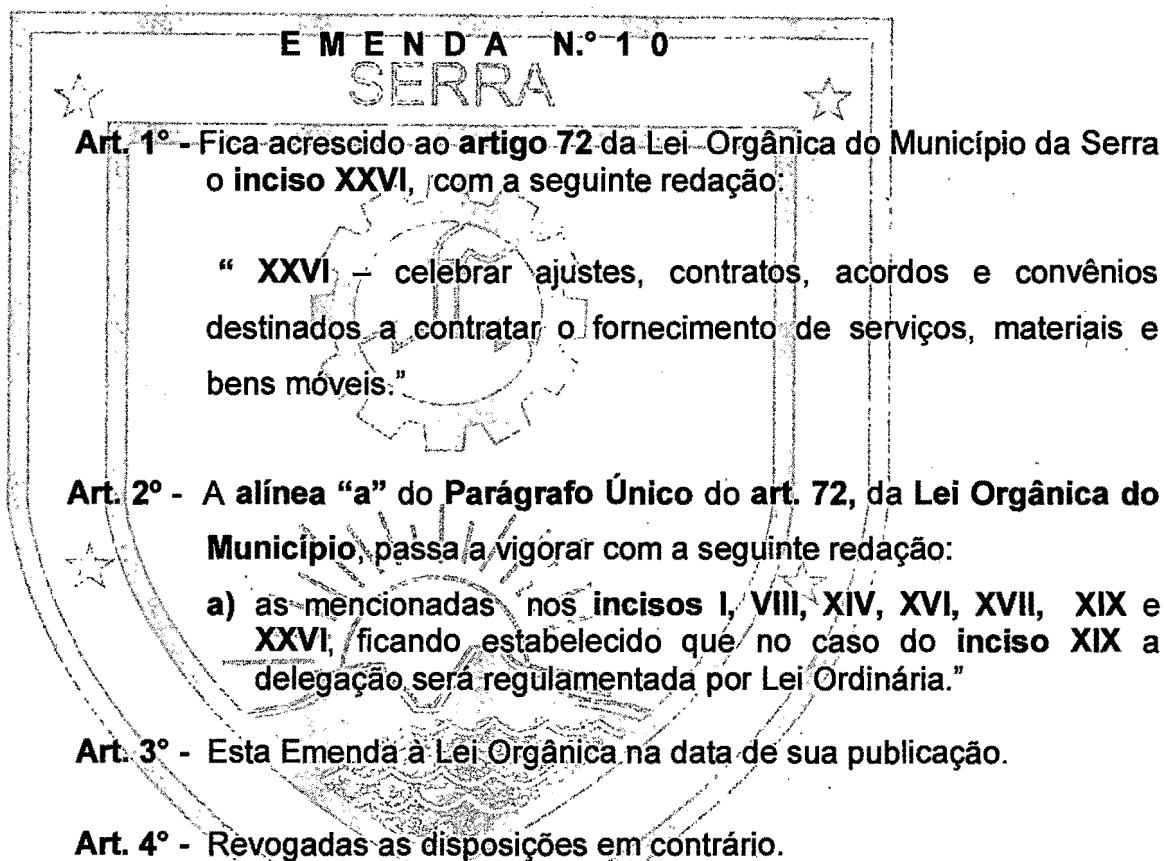 E M E N D A N.° 1 0
SERRA
Art. 1° - Fica acrescido ao artigo 72 da Lei Orgânica do Município da Serra
o inciso XXVI, com a seguinte redação:
“ XXVI – celebrar ajustes, contratos, acordos e convênios
destinados a contratar o fornecimento de serviços, materiais e
bens móveis.”
Art. 2º - A alínea “a” do Parágrafo Único do art. 72, da Lei Orgânica do
Município, passa a vigorar com a seguinte redação:
a) as mencionadas nos incisos I, VIII, XIV, XVI, XVII, XIX e
XXVI, ficando estabelecido que no caso do inciso XIX a
delegação será regulamentada por Lei Ordinária.”
Art. 3° - Esta Emenda à Lei Orgânica na data de sua publicação.
Art. 4° - Revogadas as disposições em contrário.